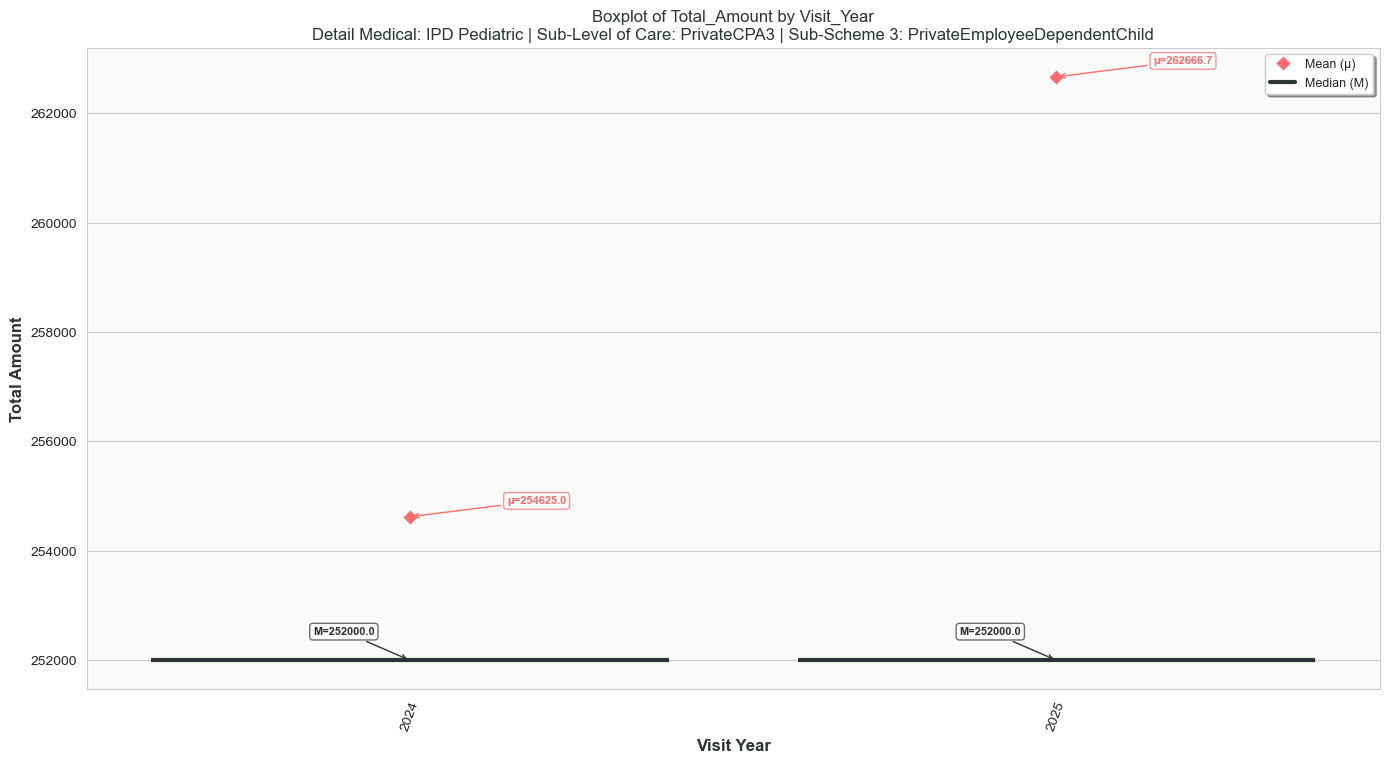 Boxplot of Total_Amount by Visit_Year
Detail Medical: IPD Pediatric | Sub-Level of Care: PrivateCPA3 | Sub-Scheme 3: PrivateEmployeeDependentChild
μ=262666.7
Mean (μ)
Median (M)
262000
260000
258000
256000
254000
252000
Total Amount
μ=254625.0
M=252000.0
M=252000.0
2024
2025
Visit Year